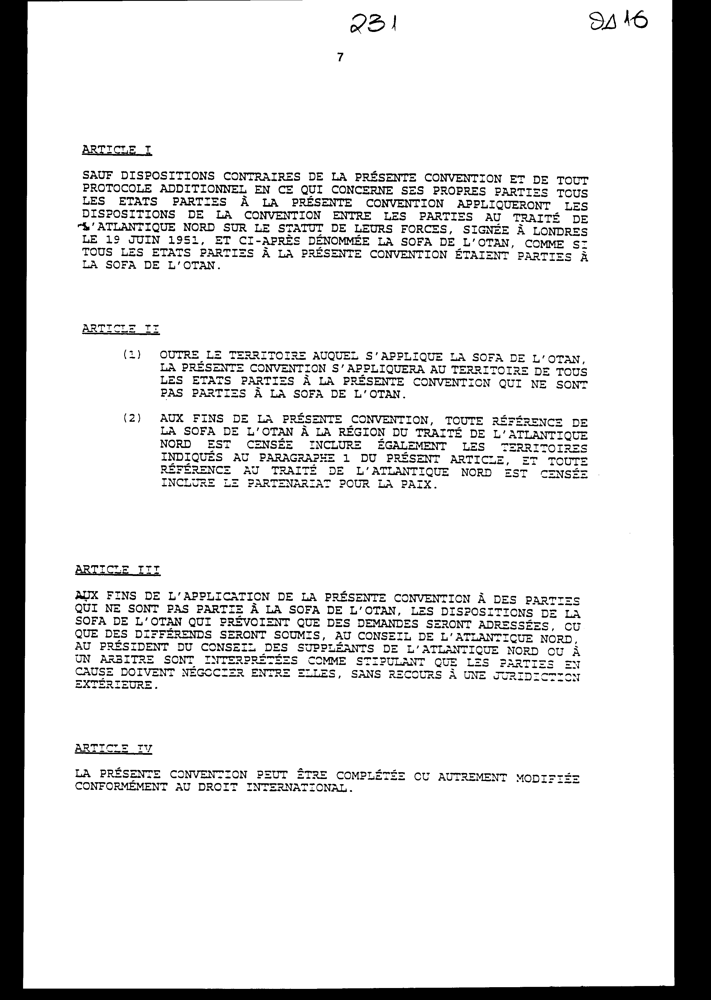 231
16
7
ARTICLE I
SAUF DISPOSITIONS CONTRAIRES DE LA PRÉSENTE CONVENTION ET DE TOUT
PROTOCOLE ADDITIONNEL EN CE QUI CONCERNE SES PROPRES PARTIES TOUS
LES ETATS PARTIES À LA PRÉSENTE CONVENTION APPLIQUERONT LES
DISPOSITIONS DE LA CONVENTION ENTRE LES PARTIES AU TRAITÉ DE
L'ATLANTIQUE NORD SUR LE STATUT DE LEURS FORCES, SIGNÉE À LONDRES
LE 19 JUIN 1951, ET CI-APRÈS DÉNOMMÉE LA SOFA DE L'OTAN, COMME SI
TOUS LES ETATS PARTIES À LA PRÉSENTE CONVENTION ÉTAIENT PARTIES À
LA SOFA DE L'OTAN.
ARTICLE II
(1) OUTRE LE TERRITOIRE AUQUEL S'APPLIQUE LA SOFA DE L'OTAN,
LA PRÉSENTE CONVENTION S'APPLIQUERA AU TERRITOIRE DE TOUS
LES ETATS PARTIES À LA PRÉSENTE CONVENTION QUI NE SONT
PAS PARTIES À LA SOFA DE L'OTAN.
(2) AUX FINS DE LA PRÉSENTE CONVENTION, TOUTE RÉFÉRENCE DE
LA SOFA DE L'OTAN À LA RÉGION DU TRAITÉ DE L'ATLANTIQUE
NORD EST CENSÉE INCLURE ÉGALEMENT LES TERRITOIRES
INDIQUÉS AU PARAGRAPHE 1 DU PRÉSENT ARTICLE, ET TOUTE
RÉFÉRENCE AU TRAITÉ DE L'ATLANTIQUE NORD EST CENSÉE
INCLURE LE PARTENARIAT POUR LA PAIX.
ARTICLE III
AUX FINS DE L'APPLICATION DE LA PRÉSENTE CONVENTION À DES PARTIES
QUI NE SONT PAS PARTIE À LA SOFA DE L'OTAN, LES DISPOSITIONS DE LA
SOFA DE L'OTAN QUI PRÉVOIENT QUE DES DEMANDES SERONT ADRESSÉES, OU
QUE DES DIFFÉRENDS SERONT SOUMIS, AU CONSEIL DE L'ATLANTIQUE NORD,
AU PRÉSIDENT DU CONSEIL DES SUPPLÉANTS DE L'ATLANTIQUE NORD OU À
UN ARBITRE SONT INTERPRÉTÉES COMME STIPULANT QUE LES PARTIES EN
CAUSE DOIVENT NÉGOCIER ENTRE ELLES, SANS RECOURS À UNE JURIDICTION
EXTÉRIEURE.
ARTICLE IV
LA PRÉSENTE CONVENTION PEUT ÊTRE COMPLÉTÉE OU AUTREMENT MODIFIÉE
CONFORMÉMENT AU DROIT INTERNATIONAL.